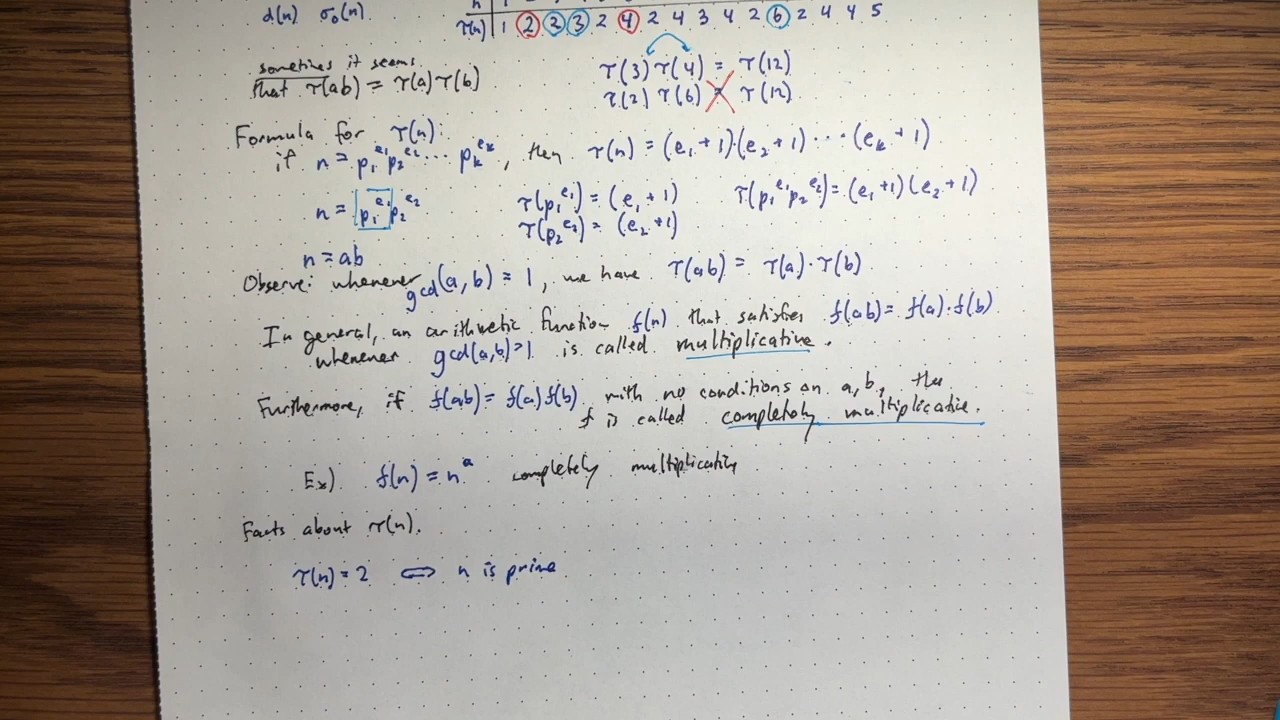 d(n) σ₀(n)
τ(n) 1 2 2 3 2 4 2 4 3 4 2 6 2 4 4 5
sometimes it seems
that τ(ab) = τ(a)τ(b)
τ(3)τ(4) = τ(12)
τ(2)τ(6) = τ(12)
Formula for τ(n)
if n = p₁^e₁ p₂^e₂ ⋯ pₖ^eₖ, then τ(n) = (e₁+1)·(e₂+1) ⋯ (eₖ+1)
n = p₁^e₁ p₂^e₂
τ(p₁^e₁) = (e₁+1) τ(p₁^e₁ p₂^e₂) = (e₁+1)(e₂+1)
τ(p₂^e₂) = (e₂+1)
n = ab
Observe: whenever gcd(a,b) = 1, we have τ(ab) = τ(a)·τ(b)
In general, an arithmetic function f(n) that satisfies f(ab) = f(a)·f(b)
whenever gcd(a,b)=1 is called multiplicative.
Furthermore, if f(ab) = f(a)f(b) with no conditions on a,b, then
f is called completely multiplicative.
Ex) f(n) = n^a completely multiplicative
Facts about τ(n).
τ(n) = 2 ⟺ n is prime